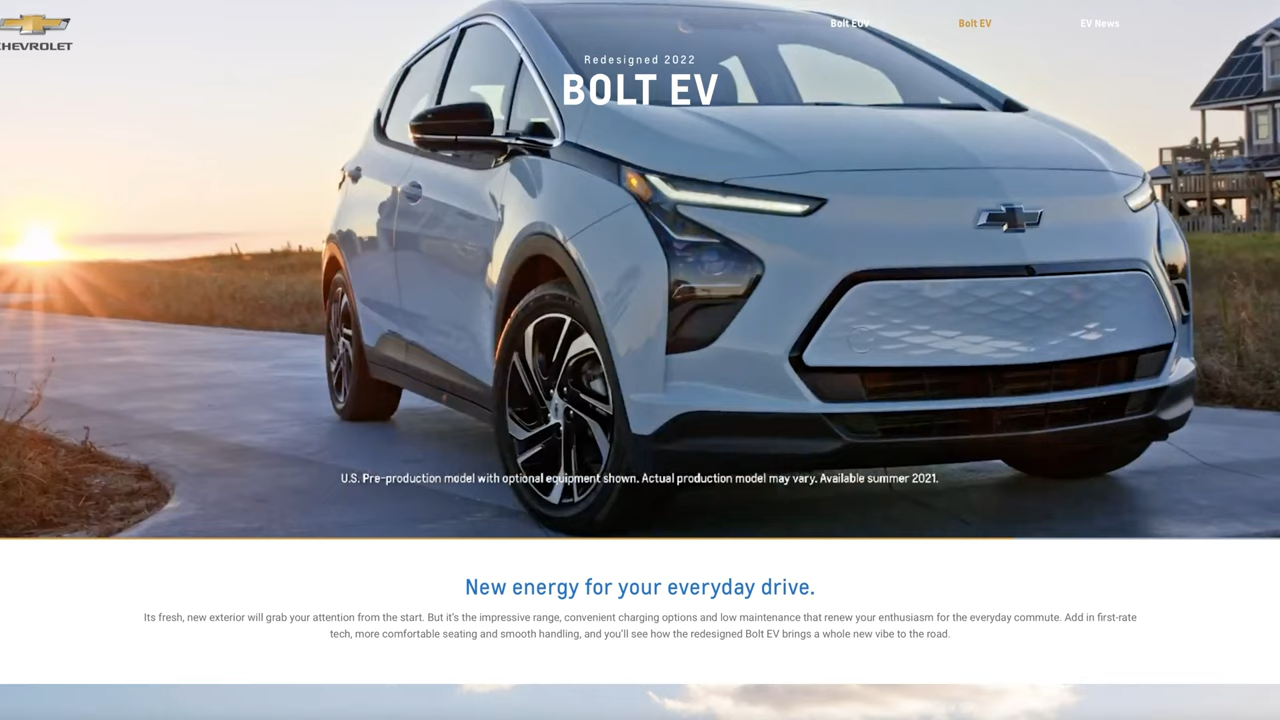 CHEVROLET
Bolt EUV
Bolt EV
EV News
Redesigned 2022
BOLT EV
U.S. Pre-production model with optional equipment shown. Actual production model may vary. Available summer 2021.
New energy for your everyday drive.
Its fresh, new exterior will grab your attention from the start. But it's the impressive range, convenient charging options and low maintenance that renew your enthusiasm for the everyday commute. Add in first-rate
tech, more comfortable seating and smooth handling, and you'll see how the redesigned Bolt EV brings a whole new vibe to the road.